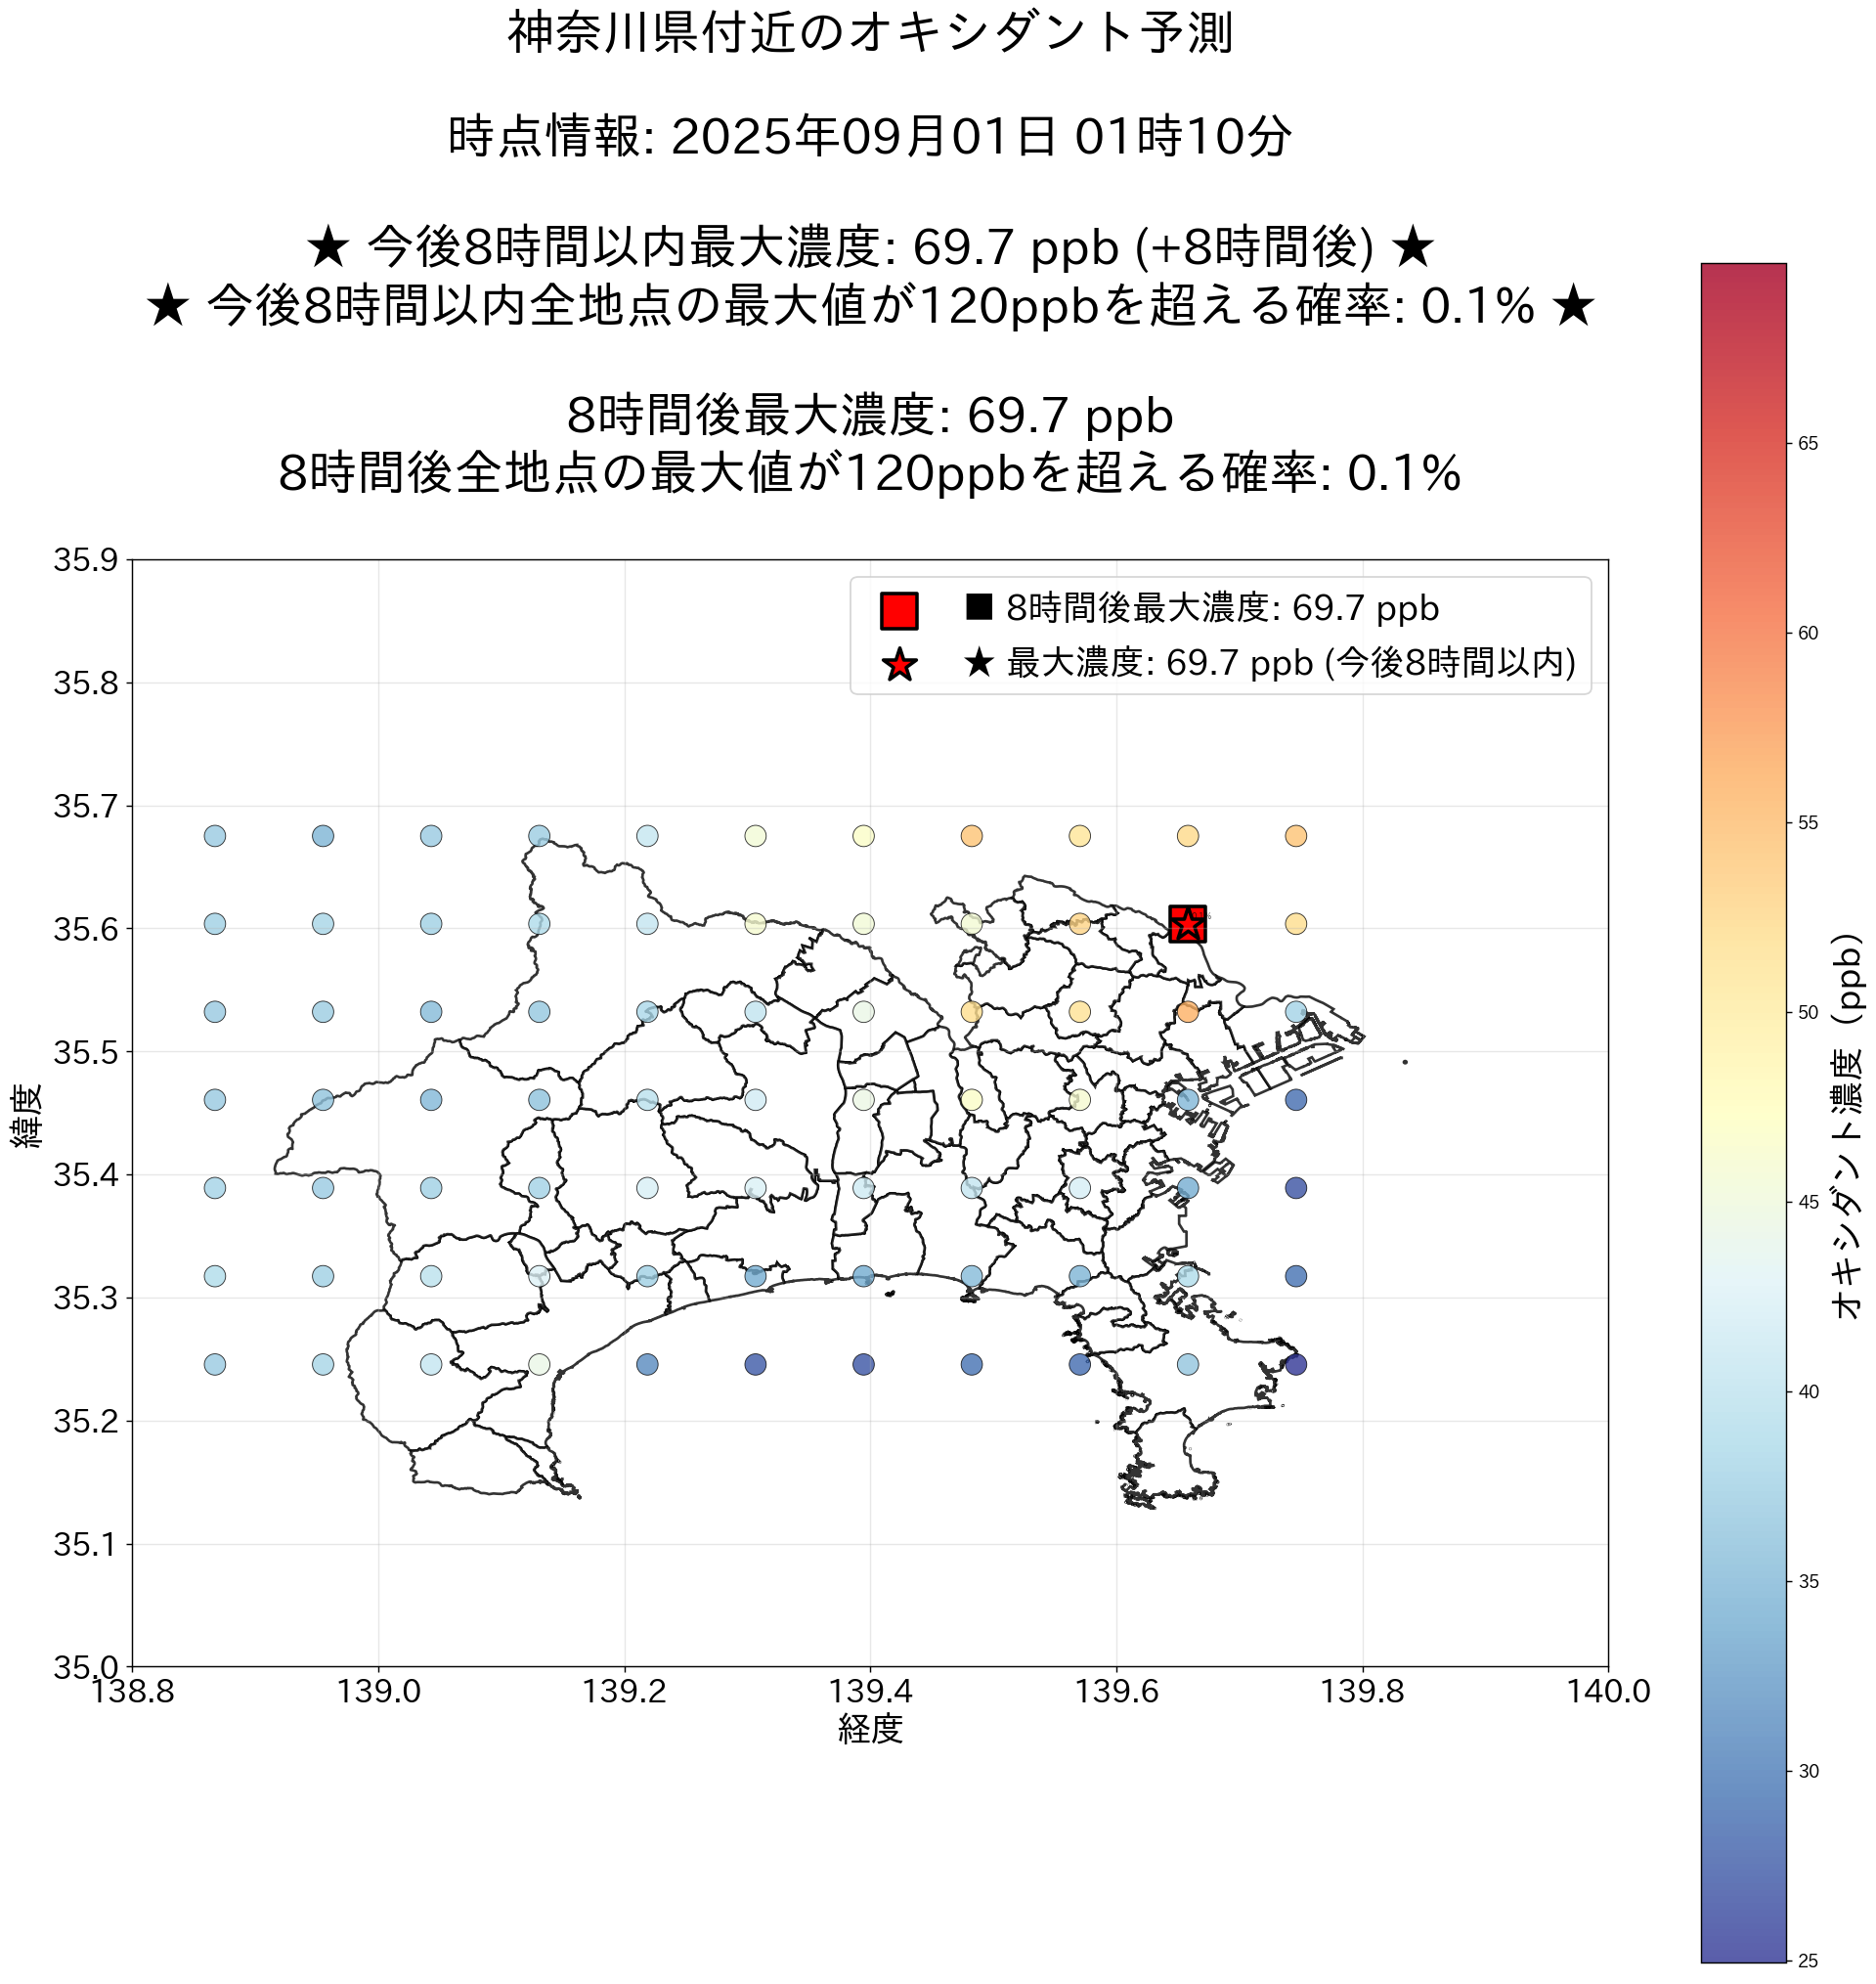 神奈川県付近のオキシダント予測
時点情報: 2025年09月01日 01時10分
★ 今後8時間以内最大濃度: 69.7 ppb (+8時間後) ★
★ 今後8時間以内全地点の最大値が120ppbを超える確率: 0.1% ★
8時間後最大濃度: 69.7 ppb
8時間後全地点の最大値が120ppbを超える確率: 0.1%
■ 8時間後最大濃度: 69.7 ppb
★ 最大濃度: 69.7 ppb (今後8時間以内)
35.9
35.8
35.7
35.6
35.5
35.4
35.3
35.2
35.1
35.0
緯度
138.8
139.0
139.2
139.4
139.6
139.8
140.0
経度
65
60
55
50
45
40
35
30
25
オキシダント濃度 (ppb)